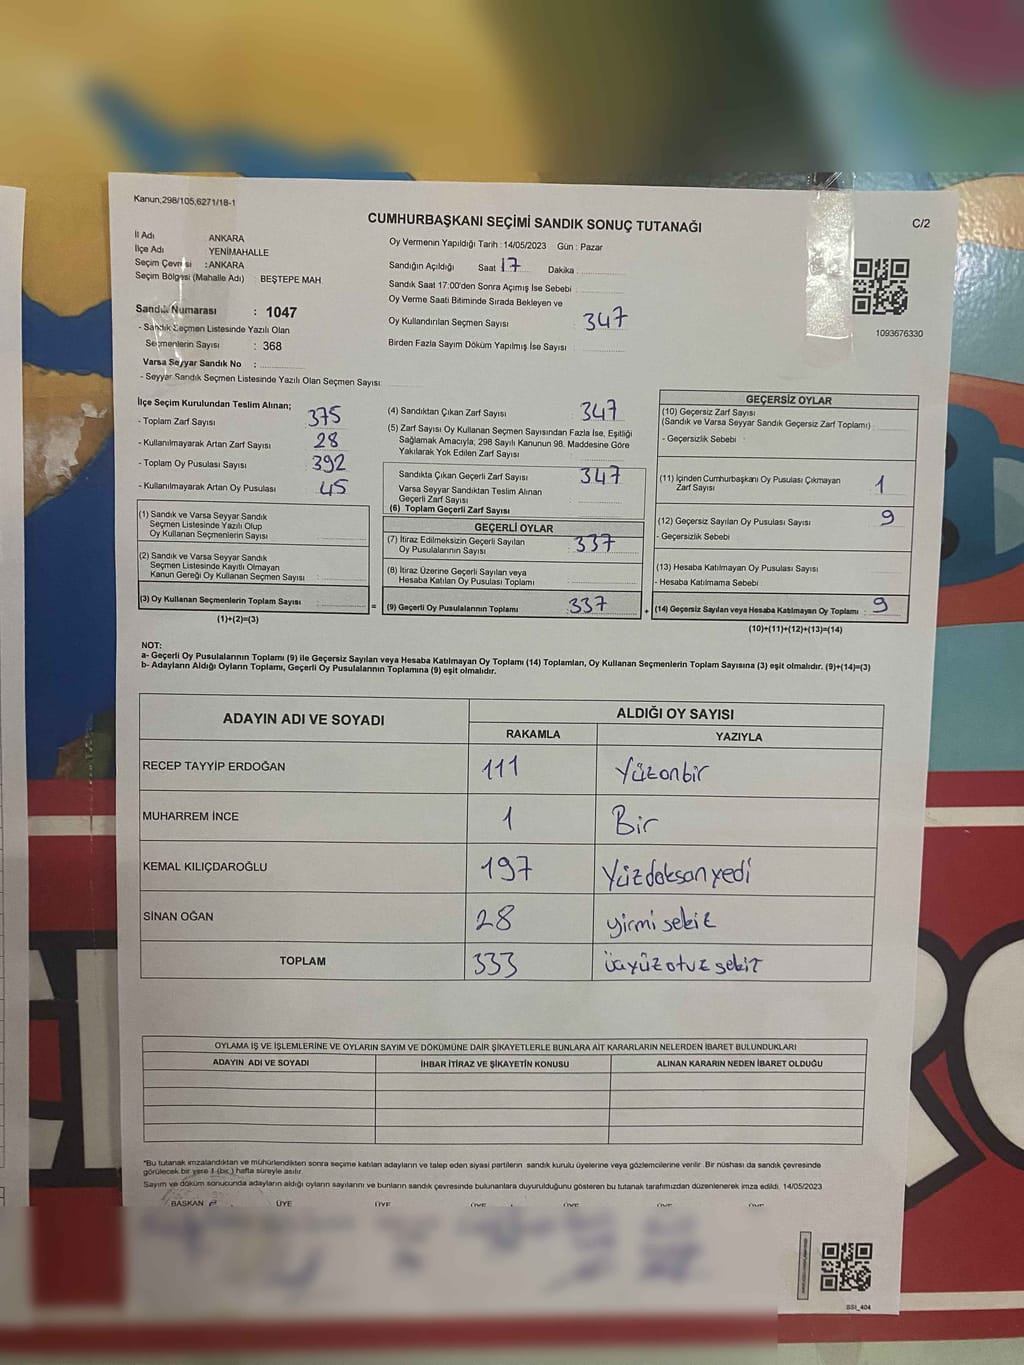 Kanun,298/105,6271/18-1
CUMHURBAŞKANI SEÇİMİ SANDIK SONUÇ TUTANAĞI
C/2
İl Adı ANKARA
İlçe Adı YENİMAHALLE
Seçim Çevresi : ANKARA
Seçim Bölgesi (Mahalle Adı) : BEŞTEPE MAH.
Sandık Numarası : 1047
- Sandık Seçmen Listesinde Yazılı Olan
Seçmenlerin Sayısı : 368
Varsa Seyyar Sandık No :
- Seyyar Sandık Seçmen Listesinde Yazılı Olan Seçmen Sayısı:
Oy Vermenin Yapıldığı Tarih : 14/05/2023 Gün : Pazar
Sandığın Açıldığı Saat 17 Dakika
Sandık Saat 17:00'den Sonra Açımış İse Sebebi
Oy Verme Saati Bitiminde Sırada Bekleyen ve
Oy Kullandırılan Seçmen Sayısı 347
Birden Fazla Sayım Döküm Yapılmış İse Sayısı
1093676330
İlçe Seçim Kurulundan Teslim Alınan;
- Toplam Zarf Sayısı 375
- Kullanılmayarak Artan Zarf Sayısı 28
- Toplam Oy Pusulası Sayısı 392
- Kullanılmayarak Artan Oy Pusulası 45
(1) Sandık ve Varsa Seyyar Sandık
Seçmen Listesinde Yazılı Olup
Oy Kullanan Seçmenlerin Sayısı
(2) Sandık ve Varsa Seyyar Sandık
Seçmen Listesinde Kayıtlı Olmayan
Kanun Gereği Oy Kullanan Seçmen Sayısı :
(3) Oy Kullanan Seçmenlerin Toplam Sayısı
(1)+(2)=(3)
=
(4) Sandıktan Çıkan Zarf Sayısı 347
(5) Zarf Sayısı Oy Kullanan Seçmen Sayısından Fazla İse, Eşitliği
Sağlamak Amacıyla, 298 Sayılı Kanunun 98. Maddesine Göre
Yakılarak Yok Edilen Zarf Sayısı
Sandıkta Çıkan Geçerli Zarf Sayısı 347
Varsa Seyyar Sandıktan Teslim Alınan
Geçerli Zarf Sayısı
(6) Toplam Geçerli Zarf Sayısı
GEÇERLİ OYLAR
(7) İtiraz Edilmeksizin Geçerli Sayılan
Oy Pusulalarının Sayısı 337
(8) İtiraz Üzerine Geçerli Sayılan veya
Hesaba Katılan Oy Pusulası Toplamı
(9) Geçerli Oy Pusulalarının Toplamı :337
+
GEÇERSİZ OYLAR
(10) Geçersiz Zarf Sayısı
(Sandık ve Varsa Seyyar Sandık Geçersiz Zarf Toplamı) :
- Geçersizlik Sebebi :
(11) İçinden Cumhurbaşkanı Oy Pusulası Çıkmayan
Zarf Sayısı 1
(12) Geçersiz Sayılan Oy Pusulası Sayısı 9
- Geçersizlik Sebebi
(13) Hesaba Katılmayan Oy Pusulası Sayısı
- Hesaba Katılmama Sebebi
(14) Geçersiz Sayılan veya Hesaba Katılmayan Oy Toplamı : 9
(10)+(11)+(12)+(13)=(14)
NOT:
a- Geçerli Oy Pusulalarının Toplamı (9) ile Geçersiz Sayılan veya Hesaba Katılmayan Oy Toplamı (14) Toplamları, Oy Kullanan Seçmenlerin Toplam Sayısına (3) eşit olmalıdır. (9)+(14)=(3)
b- Adayların Aldığı Oyların Toplamı, Geçerli Oy Pusulalarının Toplamına (9) eşit olmalıdır.
ADAYIN ADI VE SOYADI ALDIĞI OY SAYISI
RAKAMLA YAZIYLA
RECEP TAYYİP ERDOĞAN 111 Yüzonbir
MUHARREM İNCE 1 Bir
KEMAL KILIÇDAROĞLU 197 Yüzdoksanyedi
SİNAN OĞAN 28 yirmi sekiz
TOPLAM 333 üçyüz otuz sekiz
OYLAMA İŞ VE İŞLEMLERİNE VE OYLARIN SAYIM VE DÖKÜMÜNE DAİR ŞİKAYETLERLE BUNLARA AİT KARARLARIN NELERDEN İBARET BULUNDUKLARI
ADAYIN ADI VE SOYADI İHBAR İTİRAZ VE ŞİKAYETİN KONUSU ALINAN KARARIN NEDEN İBARET OLDUĞU
*Bu tutanak imzalandıktan ve mühürlendikten sonra seçime katılan adayların ve talep eden siyasi partilerin sandık kurulu üyelerine veya gözlemcilerine verilir. Bir nüshası da sandık çevresinde
görülecek bir yere 1 (bir) hafta süreyle asılır.
Sayım ve döküm sonucunda adayların aldığı oyların sayılarını ve bunların sandık çevresinde bulunanlara duyurulduğunu gösteren bu tutanak tarafımızdan düzenlenerek imza edildi. 14/05/2023
BAŞKAN ÜYE ÜYE ÜYE ÜYE ÜYE ÜYE
SSI_404